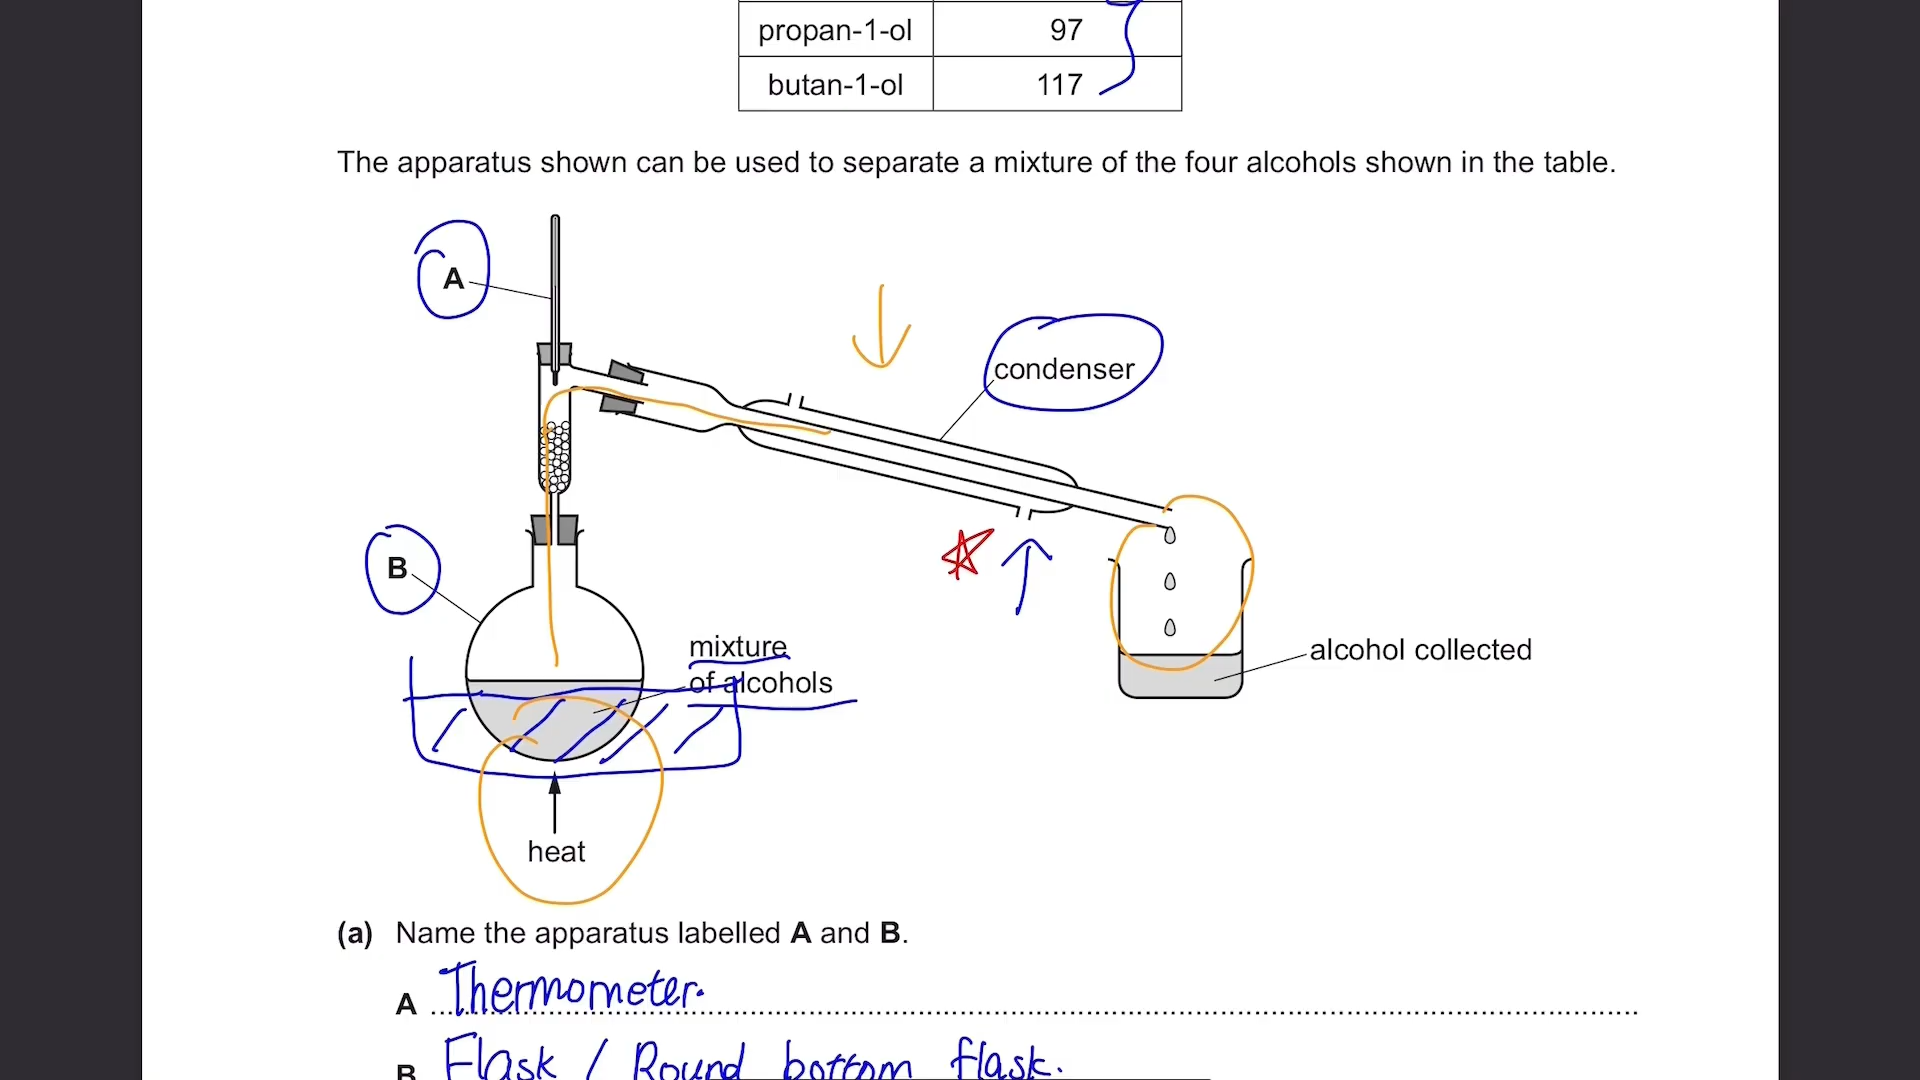 propan-1-ol 97
butan-1-ol 117
The apparatus shown can be used to separate a mixture of the four alcohols shown in the table.
A
condenser
B
mixture
of alcohols
alcohol collected
heat
(a) Name the apparatus labelled A and B.
A Thermometer.
B Flask / Round bottom flask.